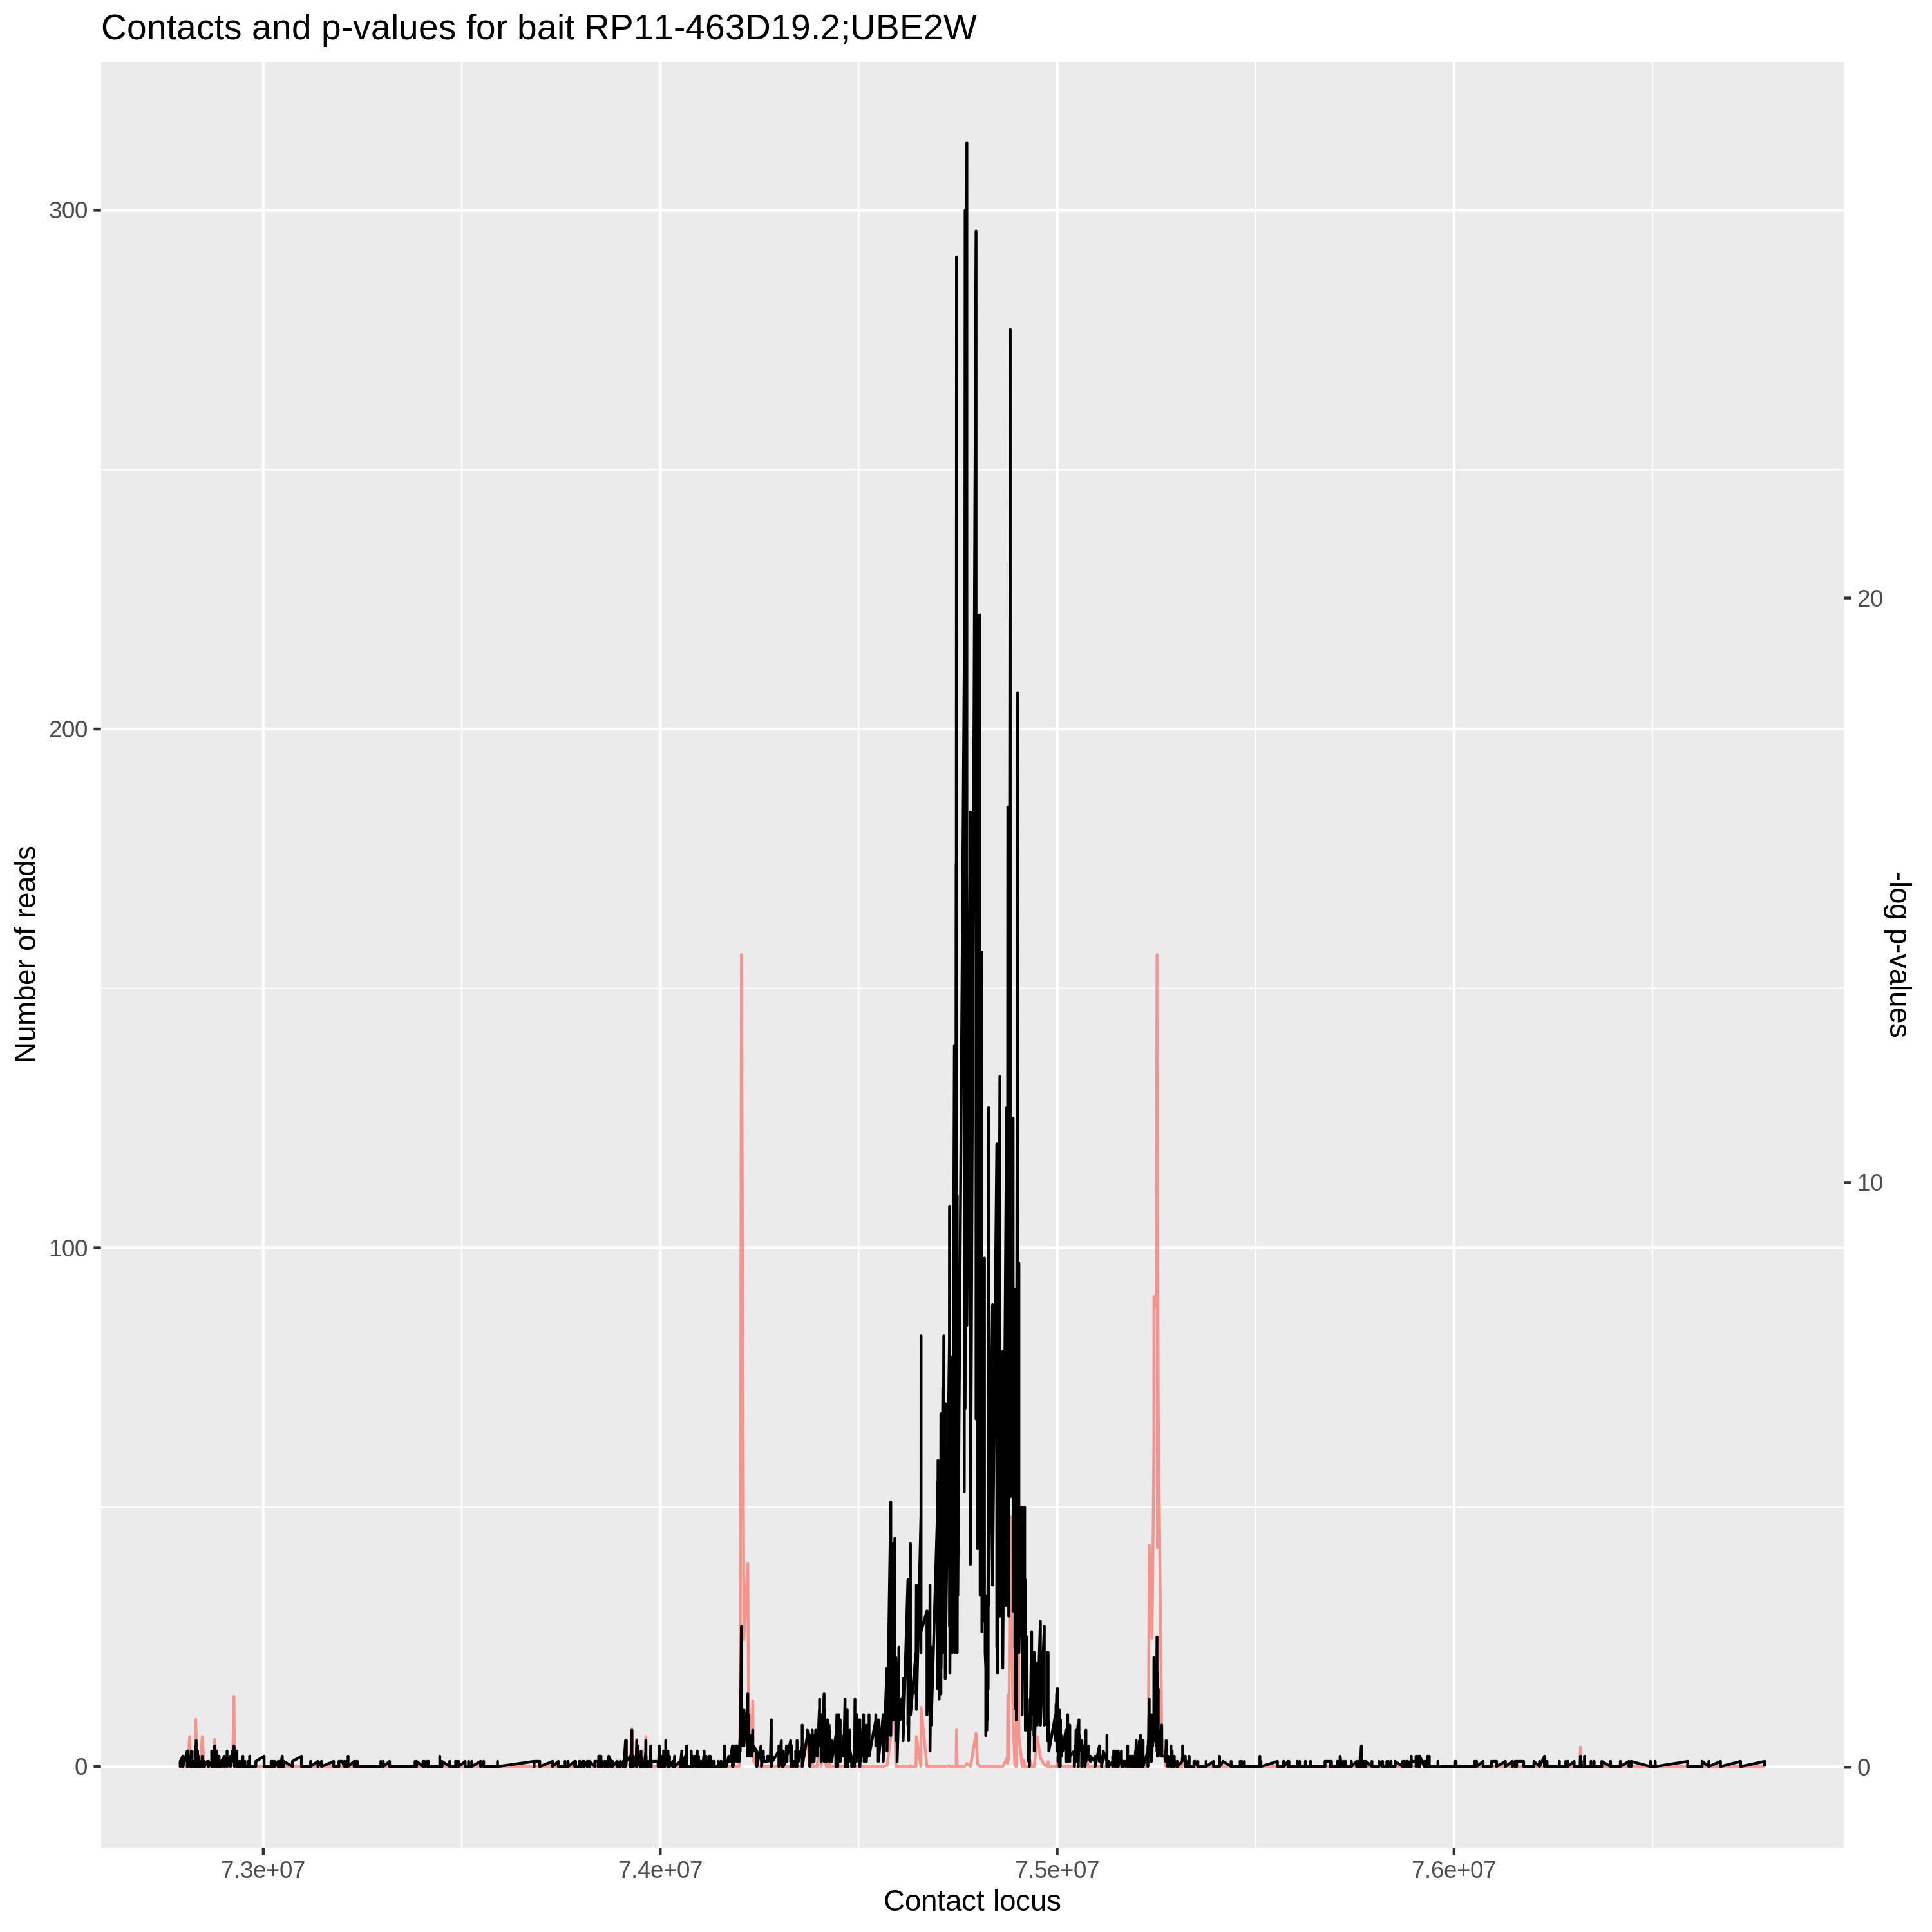 Contacts and p-values for bait RP11-463D19.2;UBE2W
300
200
100
0
Number of reads
20
10
0
-log p-values
7.3e+07
7.4e+07
7.5e+07
7.6e+07
Contact locus